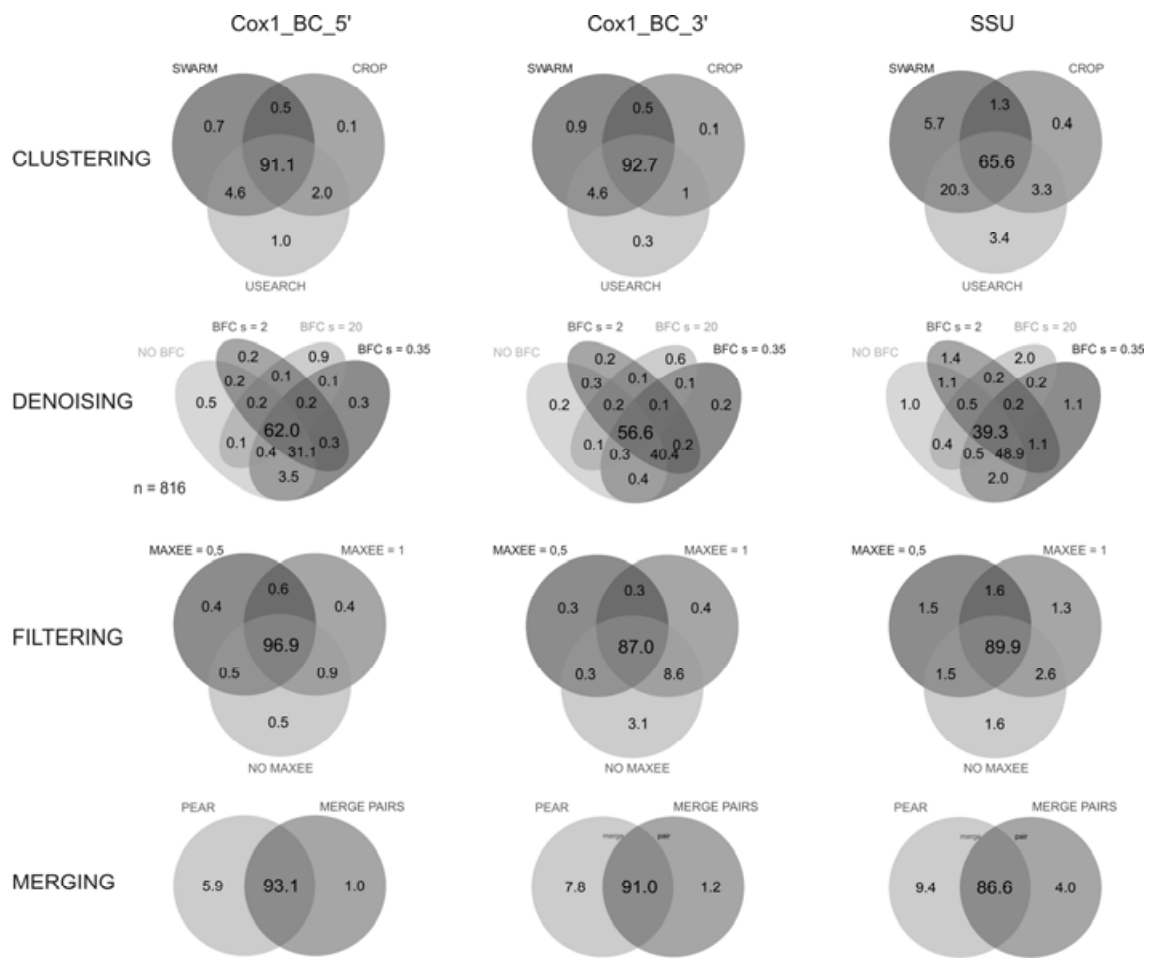 Cox1_BC_5' Cox1_BC_3' SSU
SWARM CROP SWARM CROP SWARM CROP
0.5 0.5 1.3
0.7 0.1 0.9 0.1 5.7 0.4
CLUSTERING
91.1 92.7 65.6
4.6 2.0 4.6 1 20.3 3.3
1.0 0.3 3.4
USEARCH USEARCH USEARCH
BFC s = 2 BFC s = 20 BFC s = 2 BFC s = 20 BFC s = 2 BFC s = 20
NO BFC BFC s = 0.35 NO BFC BFC s = 0.35 NO BFC BFC s = 0.35
0.2 0.9 0.2 0.6 1.4 2.0
0.2 0.1 0.1 0.3 0.1 0.1 1.1 0.2 0.2
DENOISING
0.5 0.2 0.2 0.3 0.2 0.2 0.1 0.2 1.0 0.5 0.2 1.1
62.0 56.6 39.3
0.1 0.3 0.1 0.2 0.4 1.1
0.4 31.1 0.3 40.4 0.5 48.9
3.5 0.4 2.0
n = 816
MAXEE = 0,5 MAXEE = 1 MAXEE = 0,5 MAXEE = 1 MAXEE = 0,5 MAXEE = 1
0.6 0.3 1.6
0.4 0.4 0.3 0.4 1.5 1.3
FILTERING
96.9 87.0 89.9
0.5 0.9 0.3 8.6 1.5 2.6
0.5 3.1 1.6
NO MAXEE NO MAXEE NO MAXEE
PEAR MERGE PAIRS PEAR MERGE PAIRS PEAR MERGE PAIRS
merge pair merge pair
MERGING
5.9 93.1 1.0 7.8 91.0 1.2 9.4 86.6 4.0